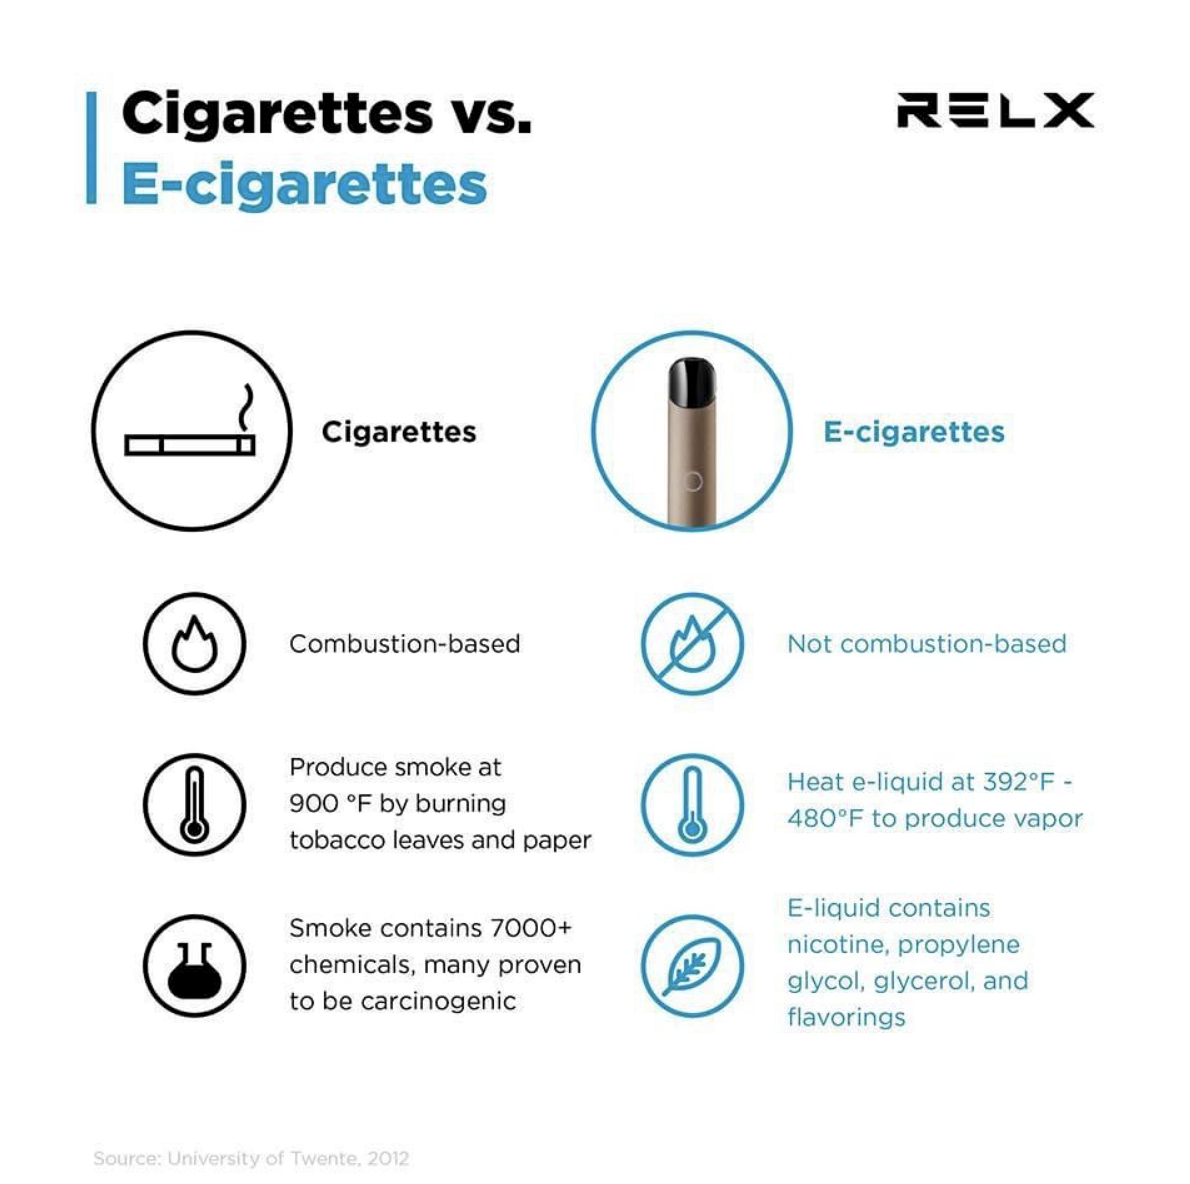 Cigarettes vs.
E-cigarettes
RELX
Cigarettes
E-cigarettes
Combustion-based
Not combustion-based
Produce smoke at
900 °F by burning
tobacco leaves and paper
Heat e-liquid at 392°F -
480°F to produce vapor
Smoke contains 7000+
chemicals, many proven
to be carcinogenic
E-liquid contains
nicotine, propylene
glycol, glycerol, and
flavorings
Source: University of Twente, 2012